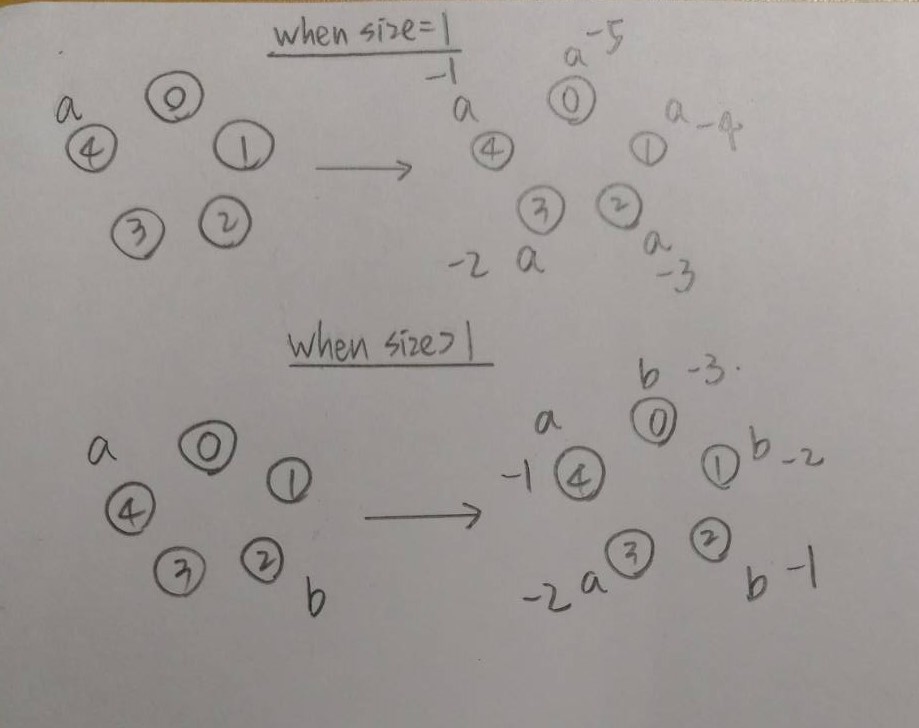 when size=1
a 0 a -5
-1 a
4 1 4 1 a -4
3 2 3 2
-2 a a -3
when size>1
a 0 1 a b -3.
4 -1 4 0 1 b -2
3 2 b 3 2
-2 a b -1